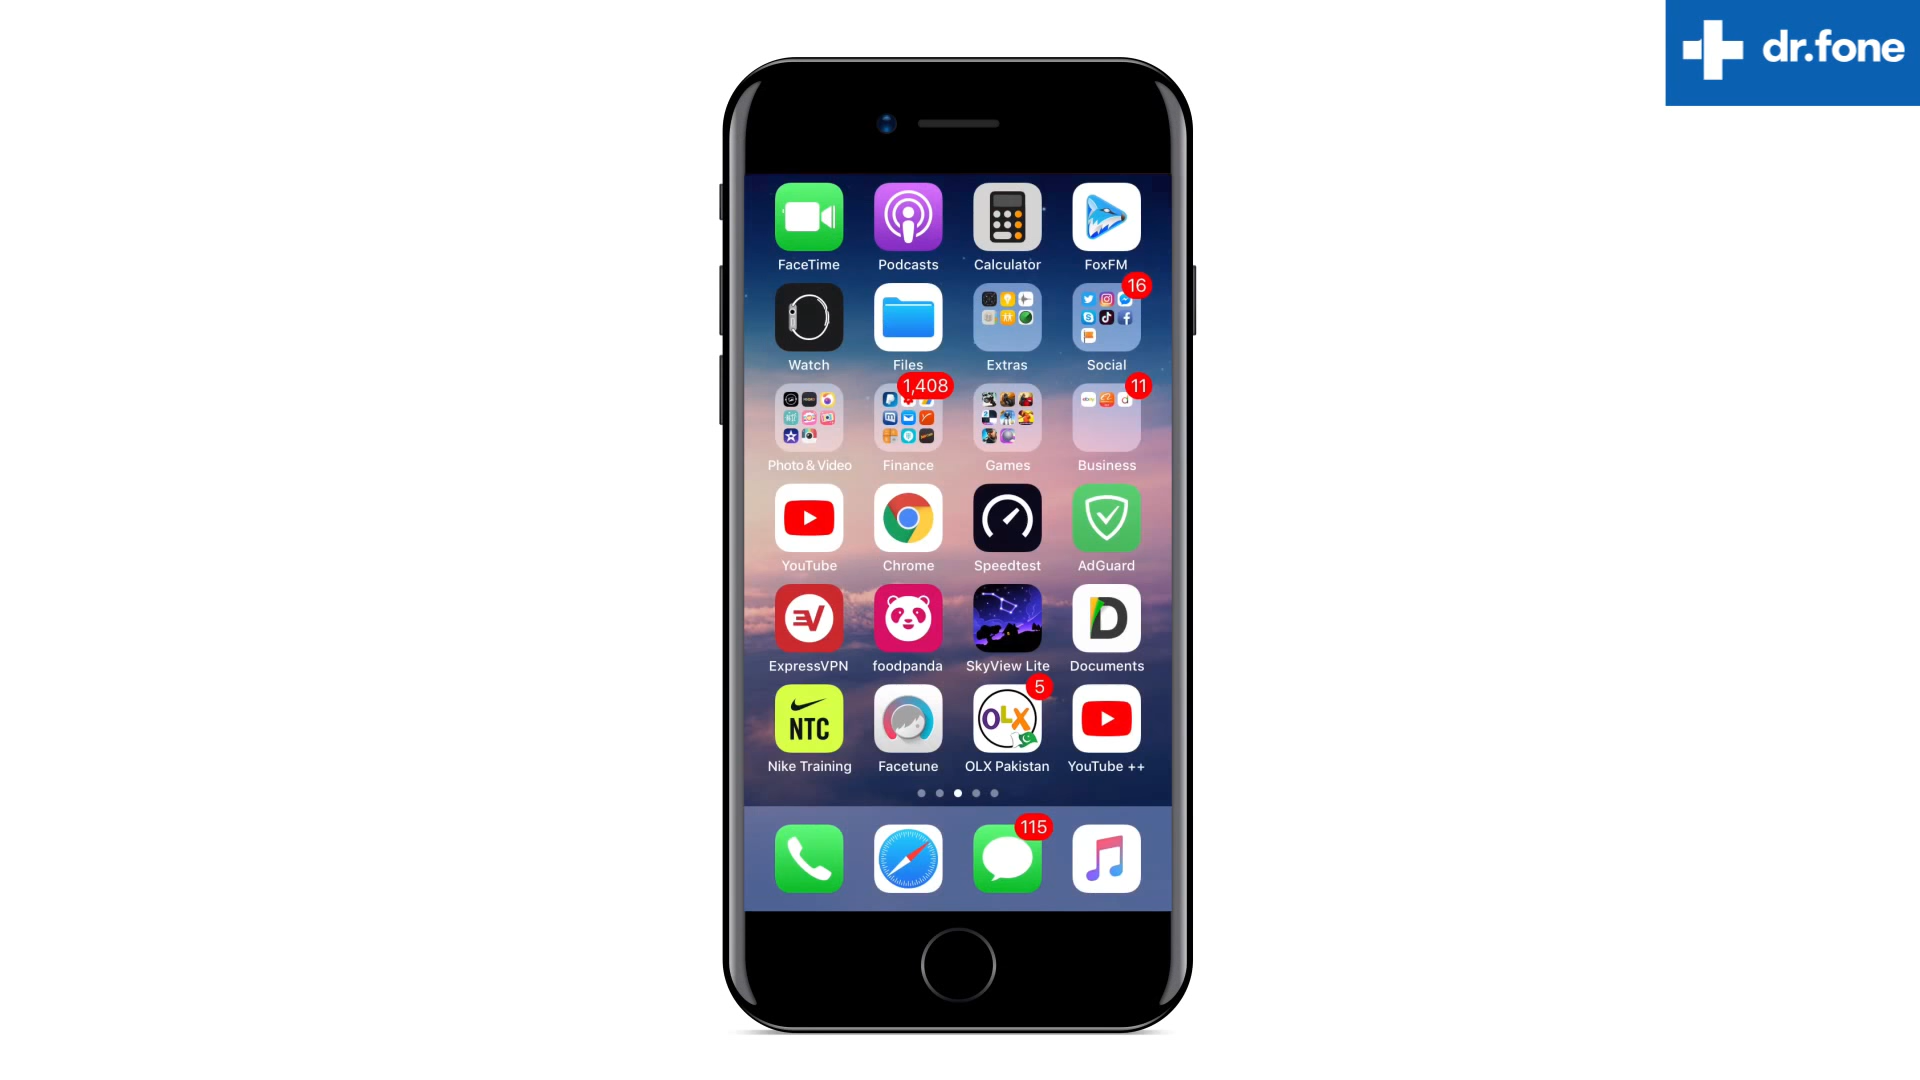 dr.fone
FaceTime Podcasts Calculator FoxFM
16
Watch Files Extras Social
1,408 11
Photo & Video Finance Games Business
YouTube Chrome Speedtest AdGuard
ExpressVPN foodpanda SkyView Lite Documents
5
NTC OLX
Nike Training Facetune OLX Pakistan YouTube ++
115